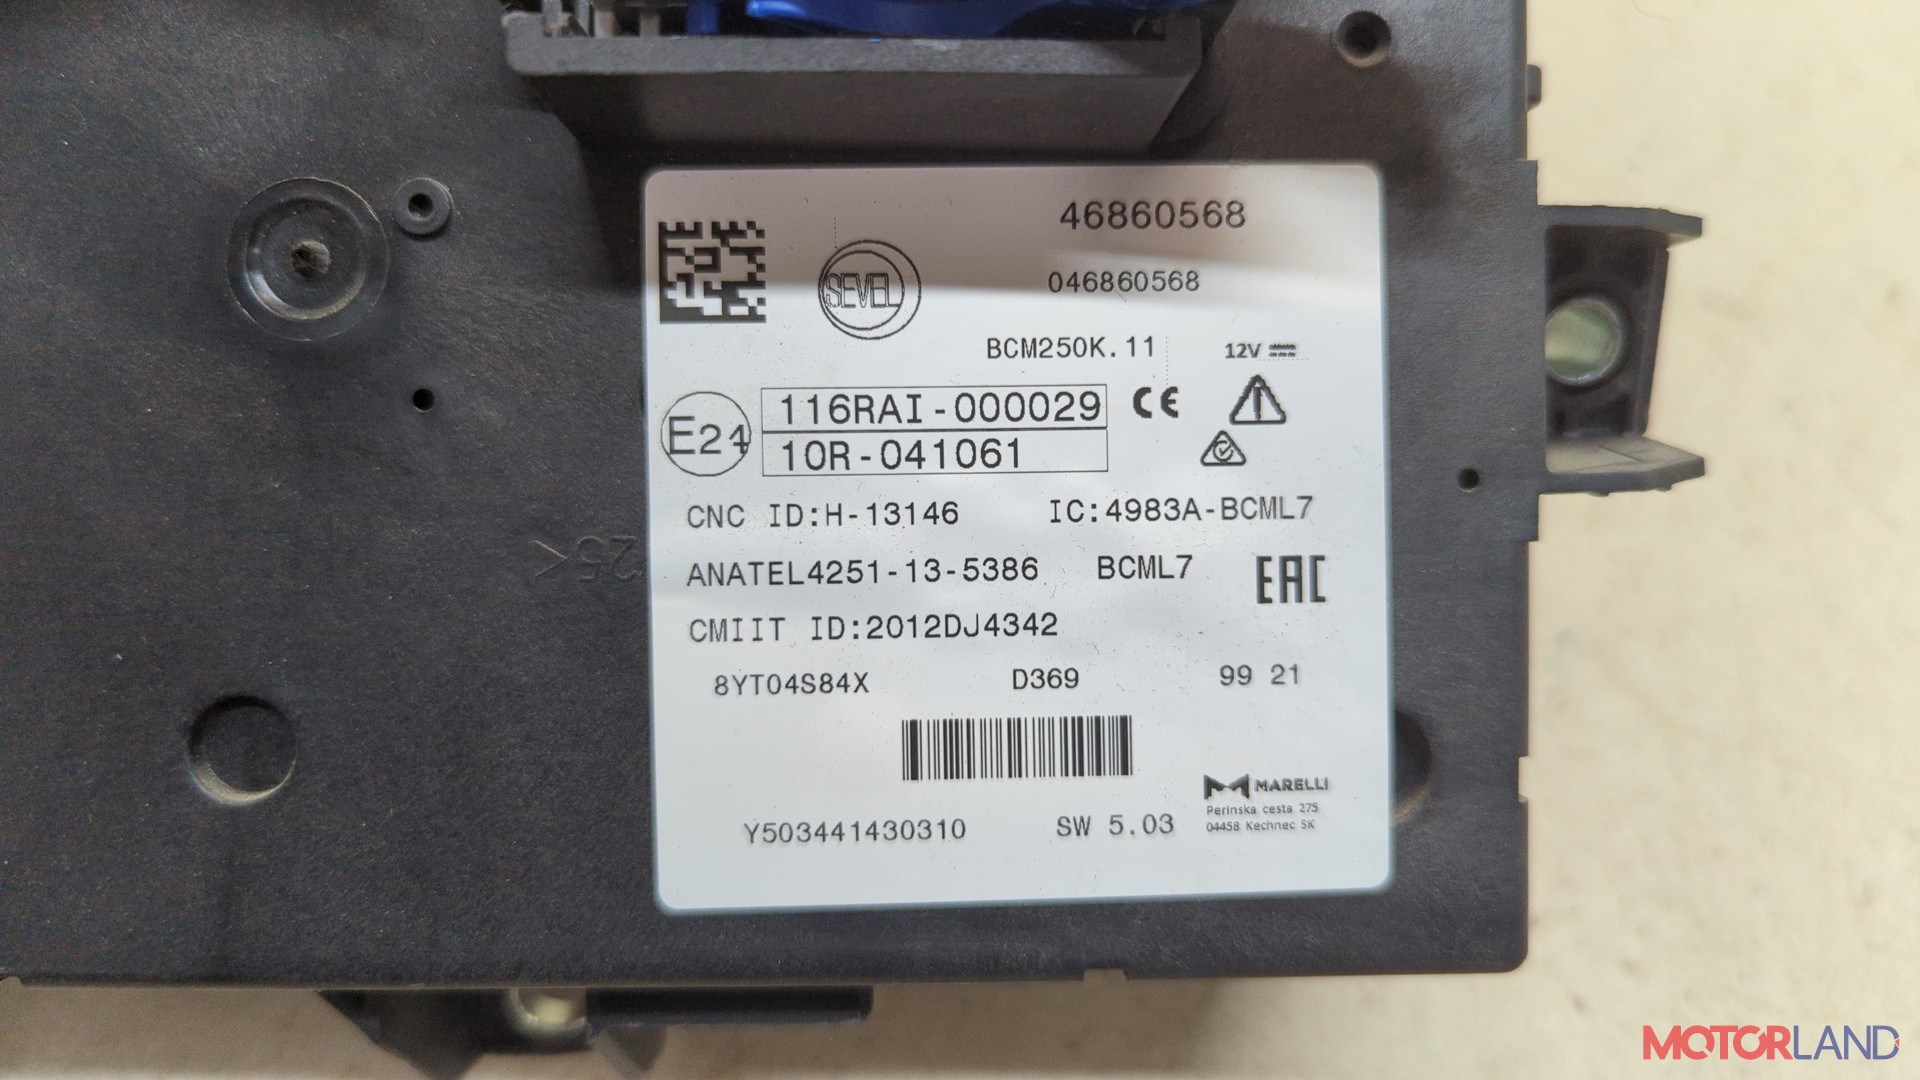 46860568
SEVEL
046860568
BCM250K.11
12V
E24
116RAI-000029
CE
10R-041061
CNC ID:H-13146 IC:4983A-BCML7
ANATEL4251-13-5386 BCML7
EAC
CMIIT ID:2012DJ4342
8YT04S84X D369 99 21
MARELLI
Perinska cesta 275
04458 Kechnec SK
Y503441430310 SW 5.03
25<
MOTORLAND